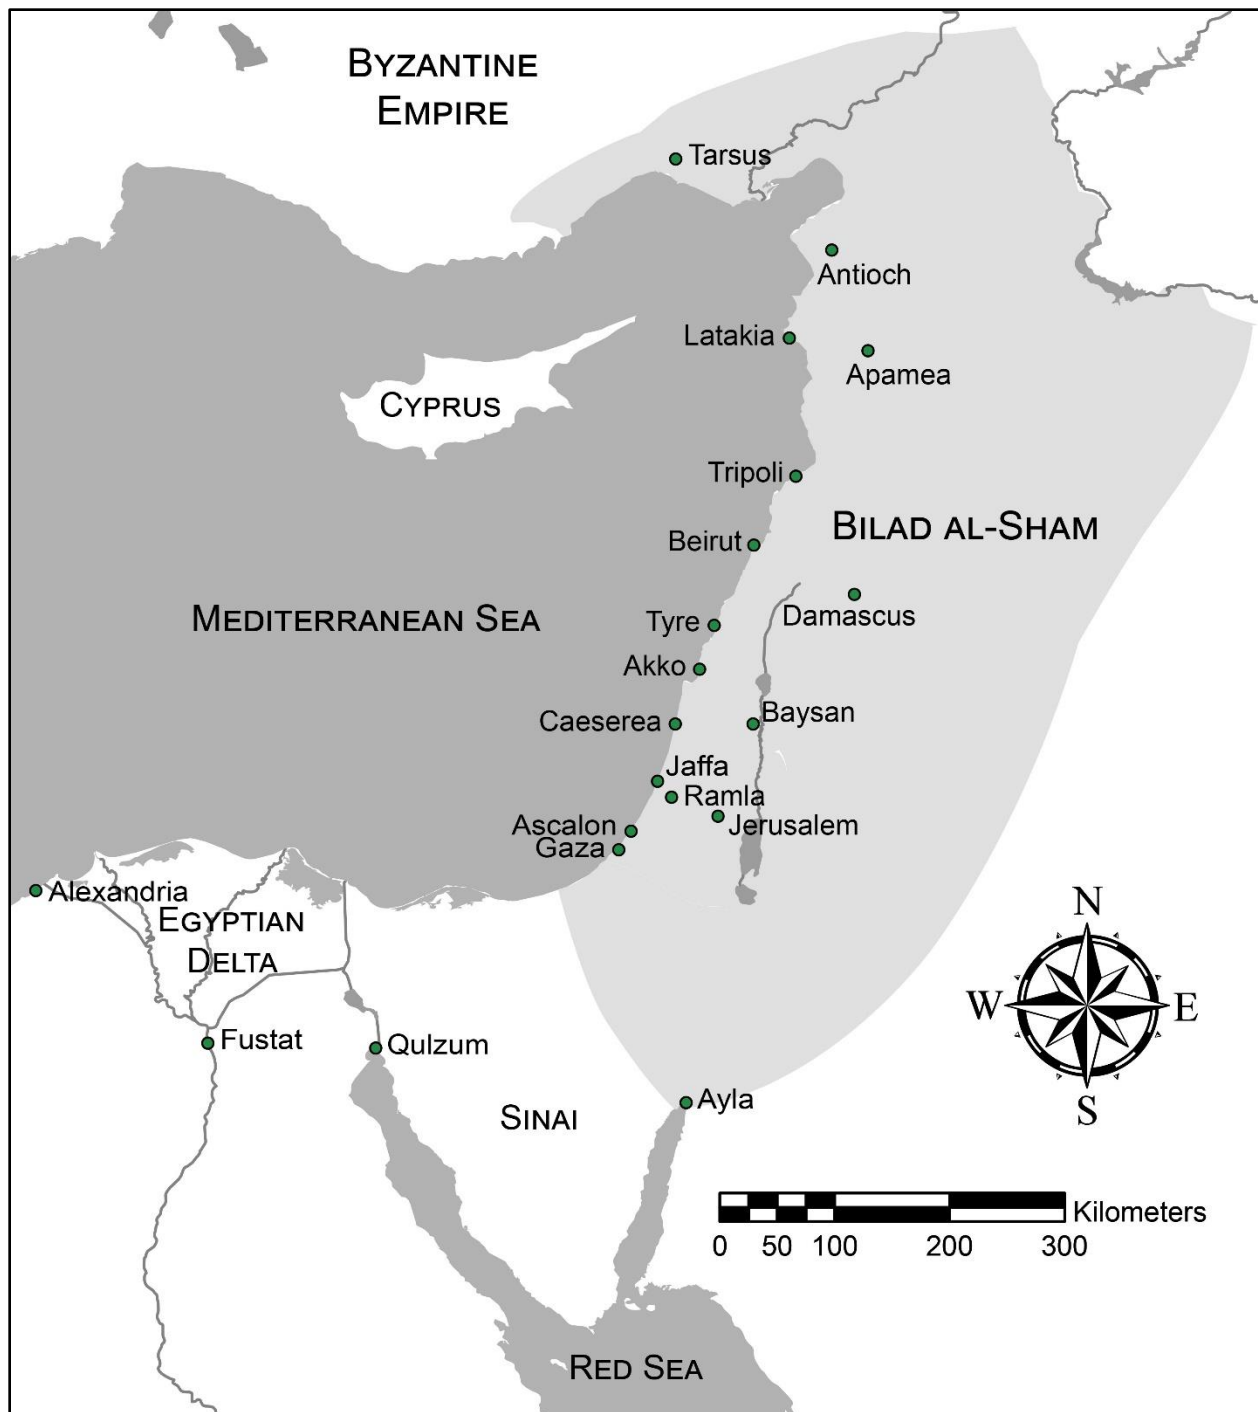 BYZANTINE
EMPIRE
Tarsus
Antioch
Latakia
Apamea
CYPRUS
Tripoli
BILAD AL-SHAM
Beirut
MEDITERRANEAN SEA
Damascus
Tyre
Akko
Caeserea
Baysan
Jaffa
Ramla
Ascalon
Jerusalem
Gaza
Alexandria
EGYPTIAN
DELTA
N
W
E
S
Fustat
Qulzum
SINAI
Ayla
Kilometers
0 50 100 200 300
RED SEA